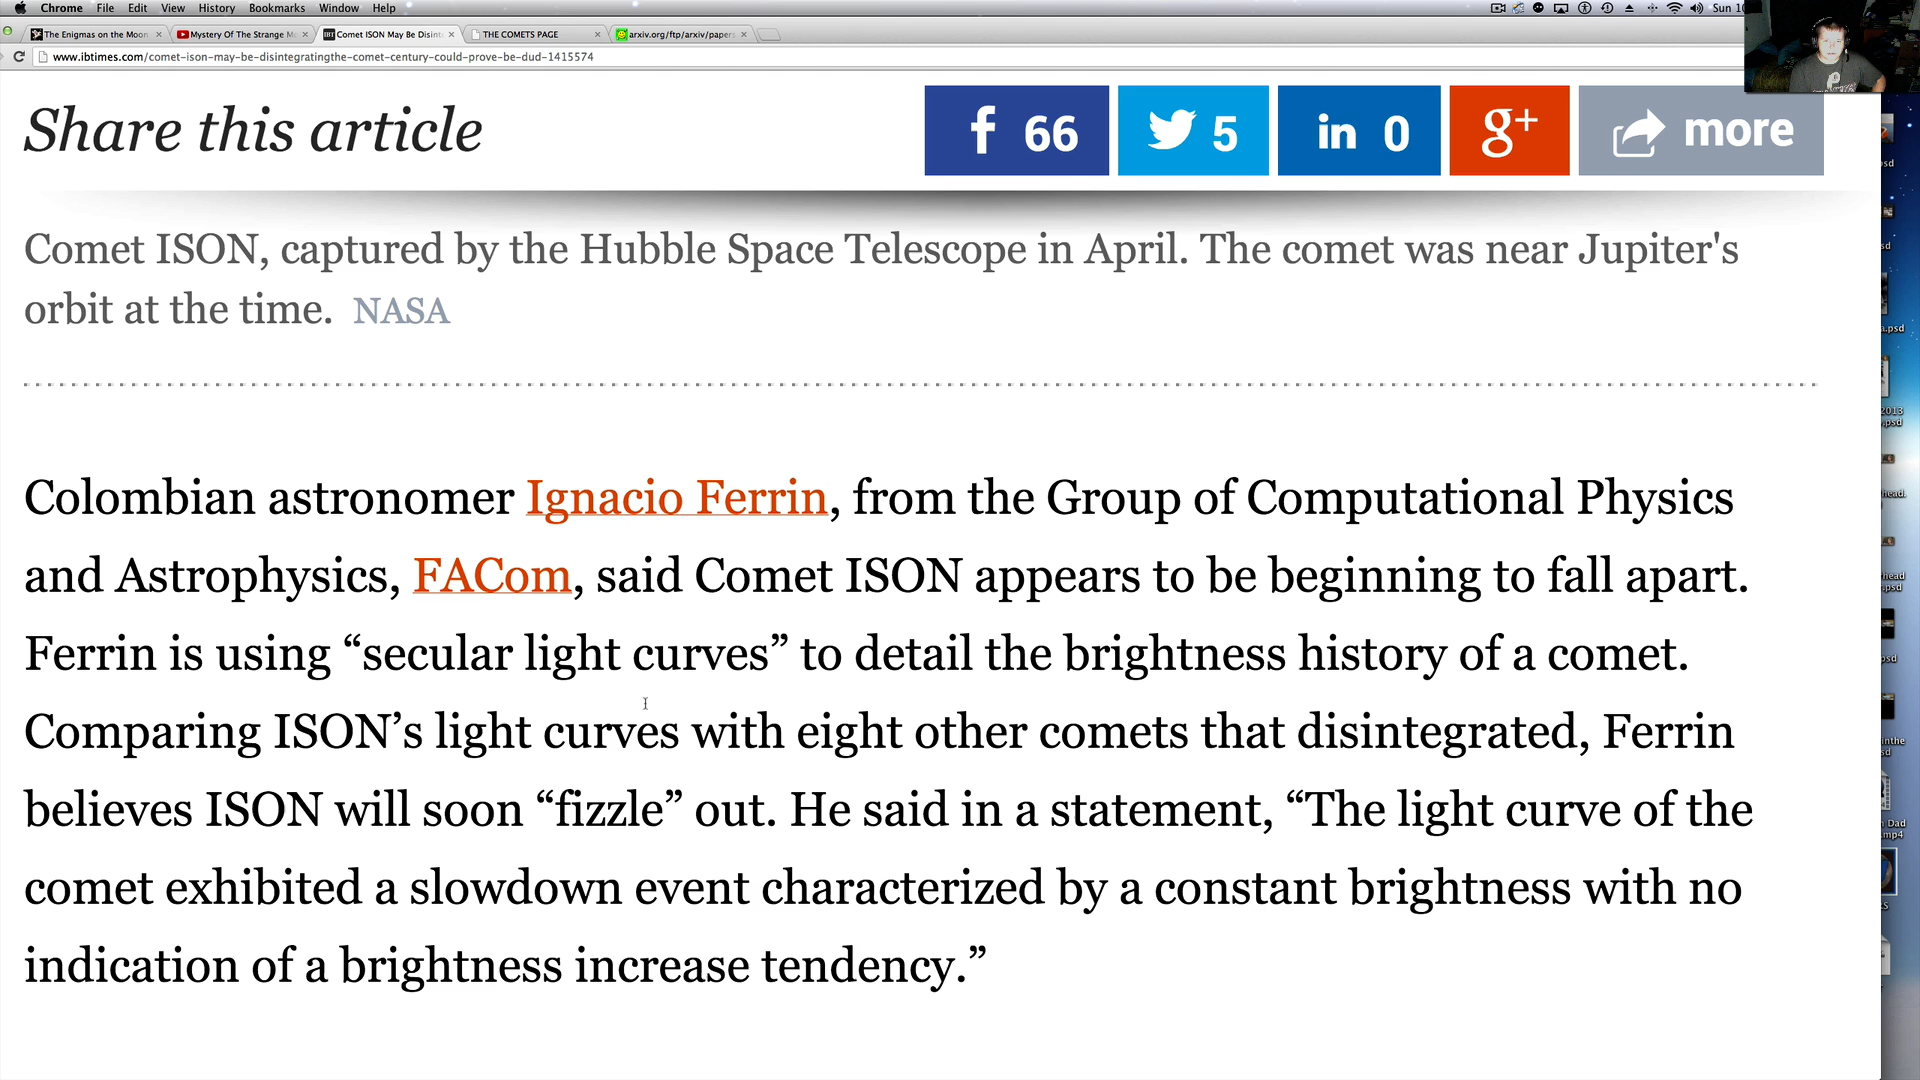 Chrome File Edit View History Bookmarks Window Help Sun 10
The Enigmas on the Moon Mystery Of The Strange M Comet ISON May Be Disinte THE COMETS PAGE arxiv.org/ftp/arxiv/papers
www.ibtimes.com/comet-ison-may-be-disintegratingthe-comet-century-could-prove-be-dud-1415574
Share this article f 66 5 in 0 g+ more
Comet ISON, captured by the Hubble Space Telescope in April. The comet was near Jupiter's
orbit at the time. NASA
Colombian astronomer Ignacio Ferrin, from the Group of Computational Physics
and Astrophysics, FACom, said Comet ISON appears to be beginning to fall apart.
Ferrin is using “secular light curves” to detail the brightness history of a comet.
Comparing ISON’s light curves with eight other comets that disintegrated, Ferrin
believes ISON will soon “fizzle” out. He said in a statement, “The light curve of the
comet exhibited a slowdown event characterized by a constant brightness with no
indication of a brightness increase tendency.”